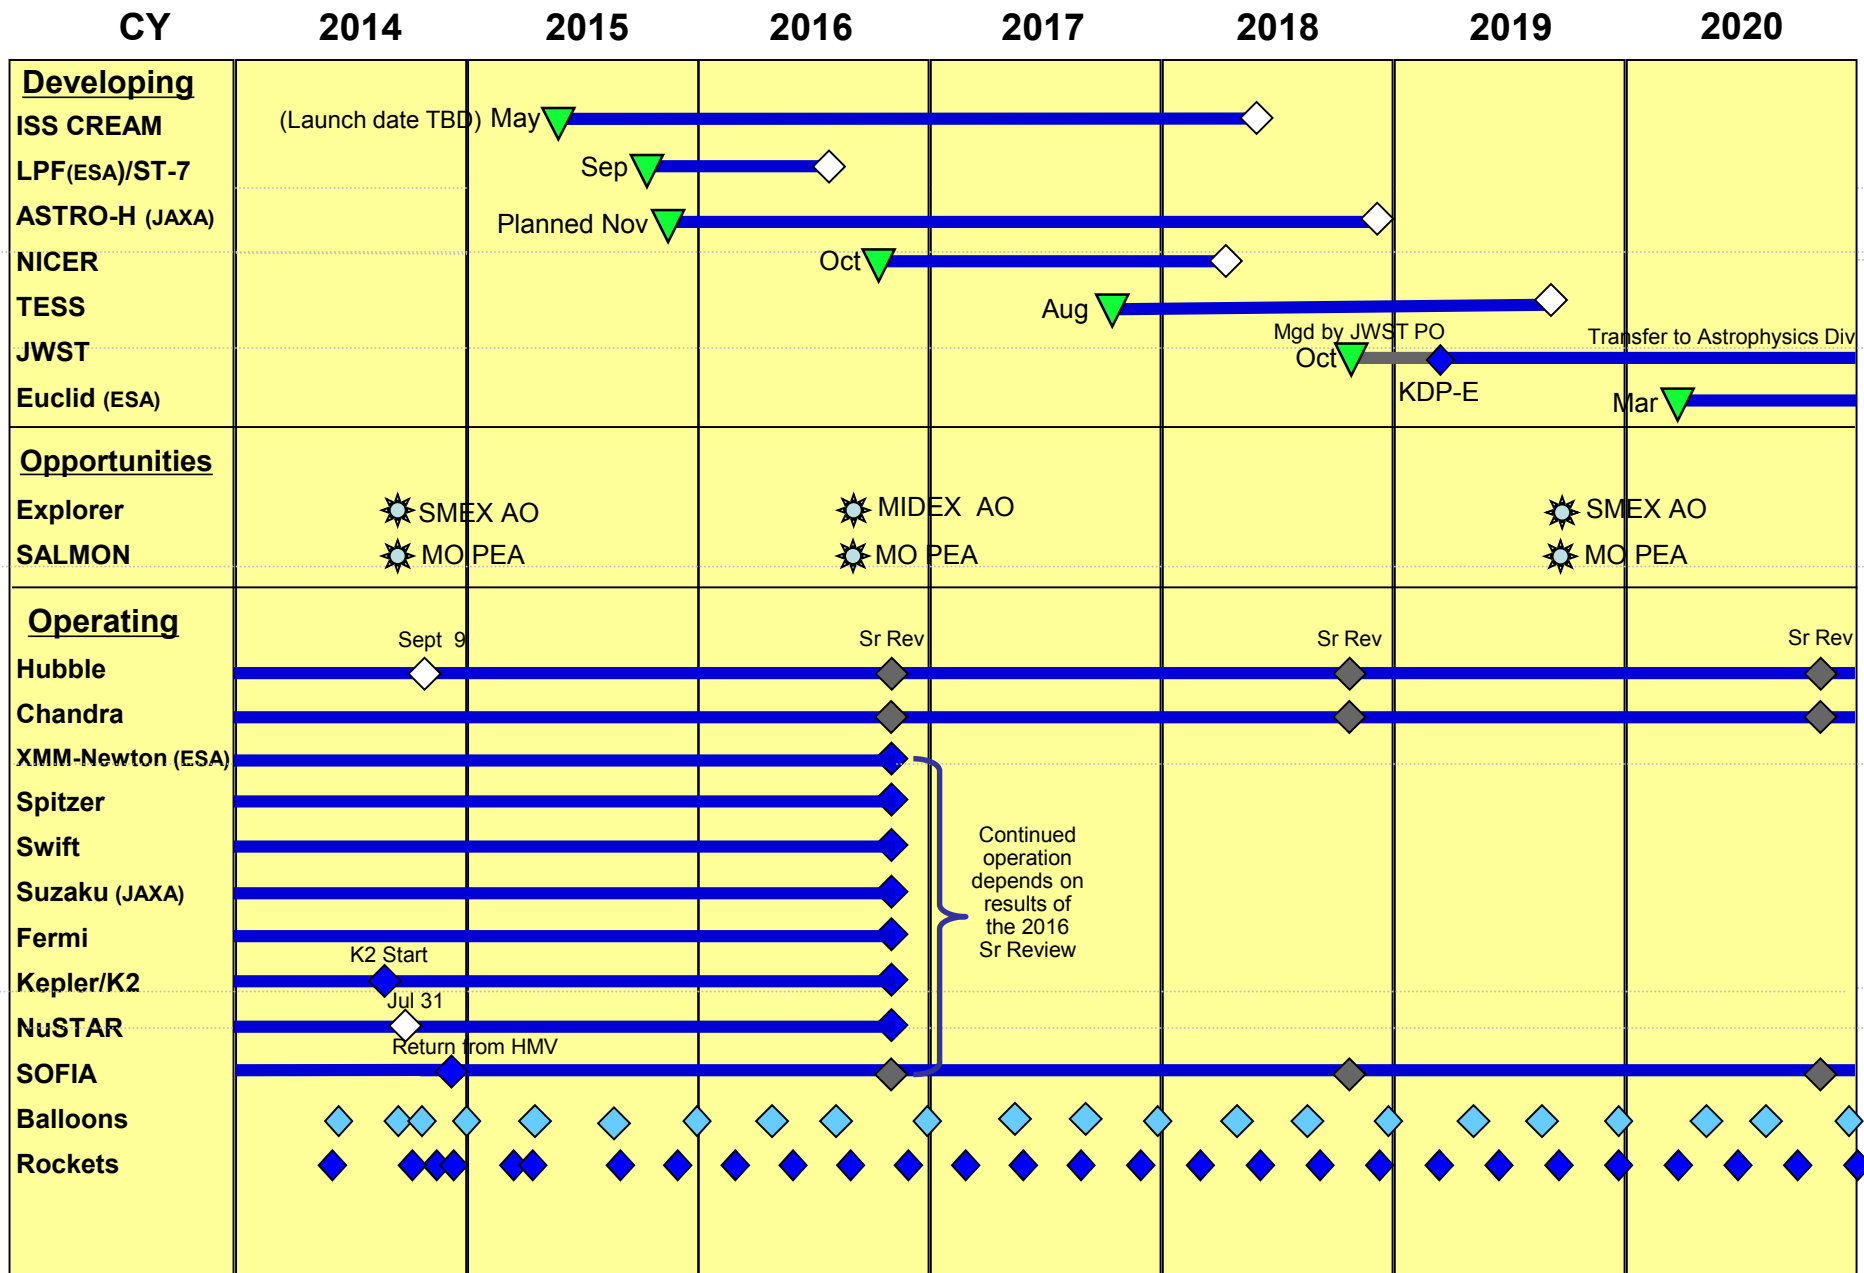 CY 2014 2015 2016 2017 2018 2019 2020
Developing
ISS CREAM (Launch date TBD) May
LPF(ESA)/ST-7 Sep
ASTRO-H (JAXA) Planned Nov
NICER Oct
TESS Aug
Mgd by JWST PO Transfer to Astrophysics Div
JWST Oct
KDP-E
Euclid (ESA) Mar
Opportunities
Explorer SMEX AO MIDEX AO SMEX AO
SALMON MO PEA MO PEA MO PEA
Operating
Sept 9 Sr Rev Sr Rev Sr Rev
Hubble
Chandra
XMM-Newton (ESA)
Spitzer
Swift
Suzaku (JAXA)
Fermi
Continued
operation
depends on
results of
the 2016
Sr Review
K2 Start
Kepler/K2
Jul 31
NuSTAR
Return from HMV
SOFIA
Balloons
Rockets